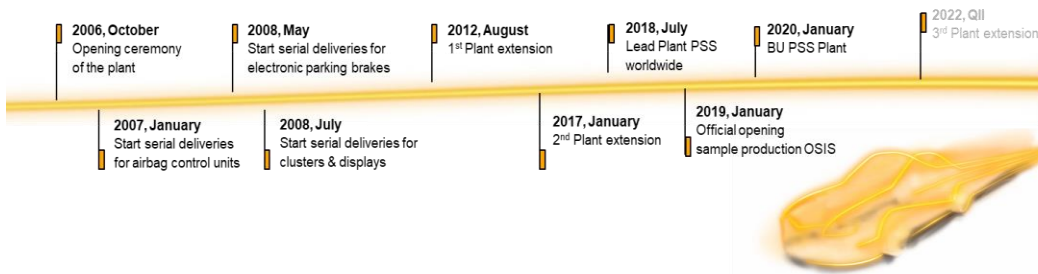 2006, October
Opening ceremony
of the plant
2008, May
Start serial deliveries for
electronic parking brakes
2012, August
1st Plant extension
2018, July
Lead Plant PSS
worldwide
2020, January
BU PSS Plant
2022, QII
3rd Plant extension
2007, January
Start serial deliveries
for airbag control units
2008, July
Start serial deliveries for
clusters & displays
2017, January
2nd Plant extension
2019, January
Official opening
sample production OSIS